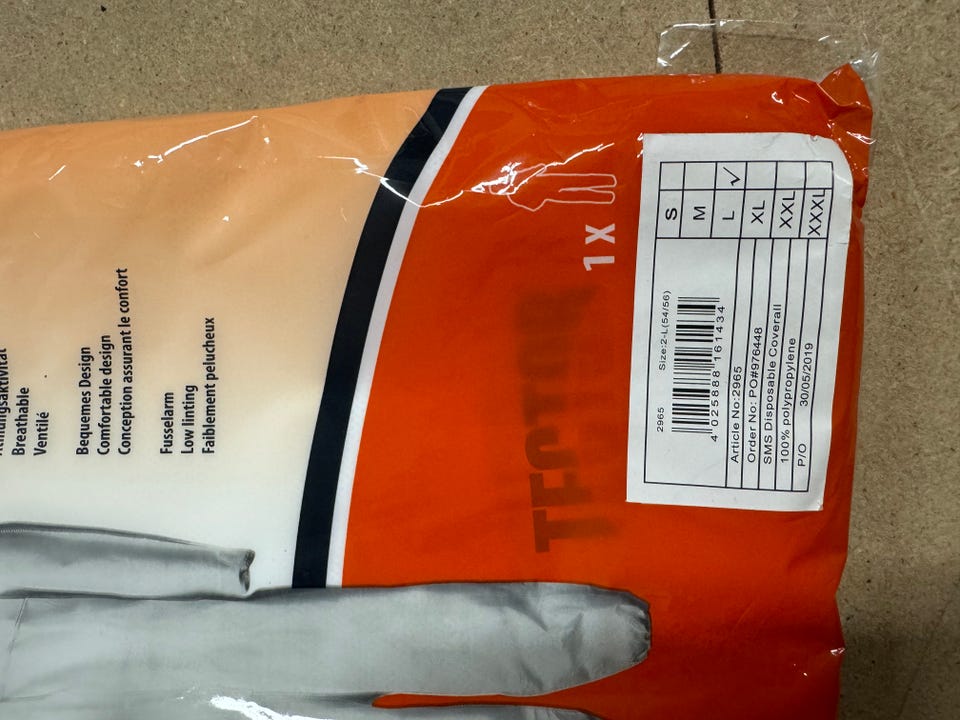 Breathable
Ventilé
Bequemes Design
Comfortable design
Conception assurant le confort
Fusselarm
Low linting
Faiblement pelucheux
TECTOR
1 X
2965
Size:2-L(54/56)
4 025888 161434
Article No:2965
Order No: PO#976448
SMS Disposable Coverall
100% polypropylene
P/O 30/05/2019
S
M
L ✓
XL
XXL
XXXL